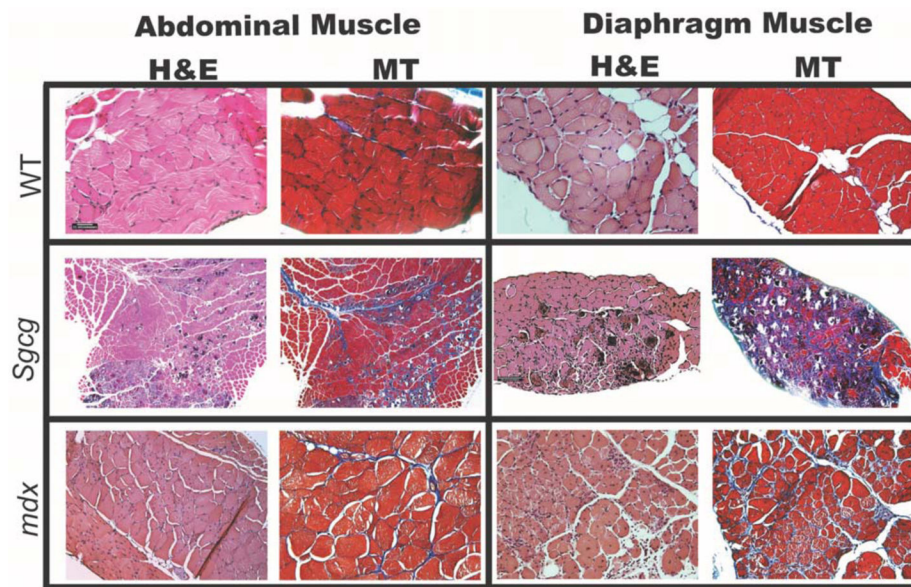 Abdominal Muscle Diaphragm Muscle
H&E MT H&E MT
WT
Sgcg
mdx